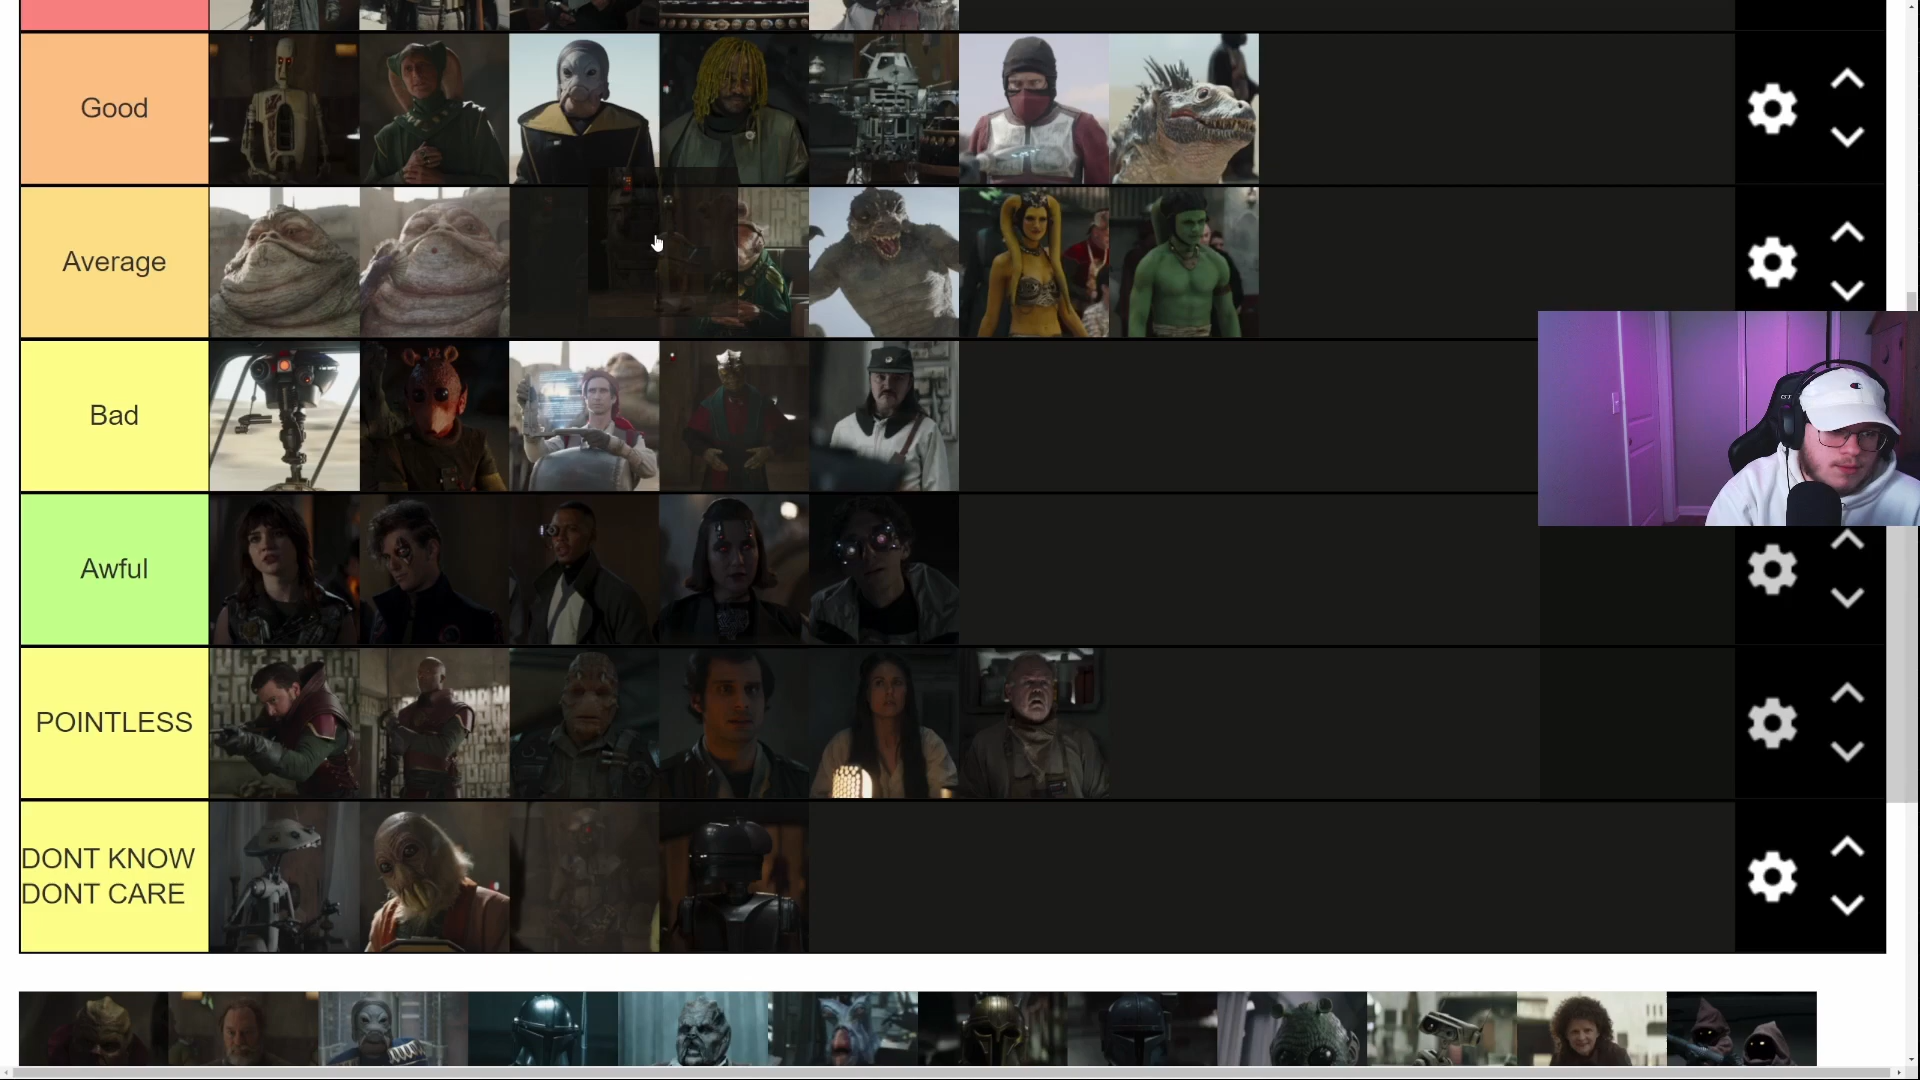 Good
Average
Bad
Awful
POINTLESS
DONT KNOW
DONT CARE